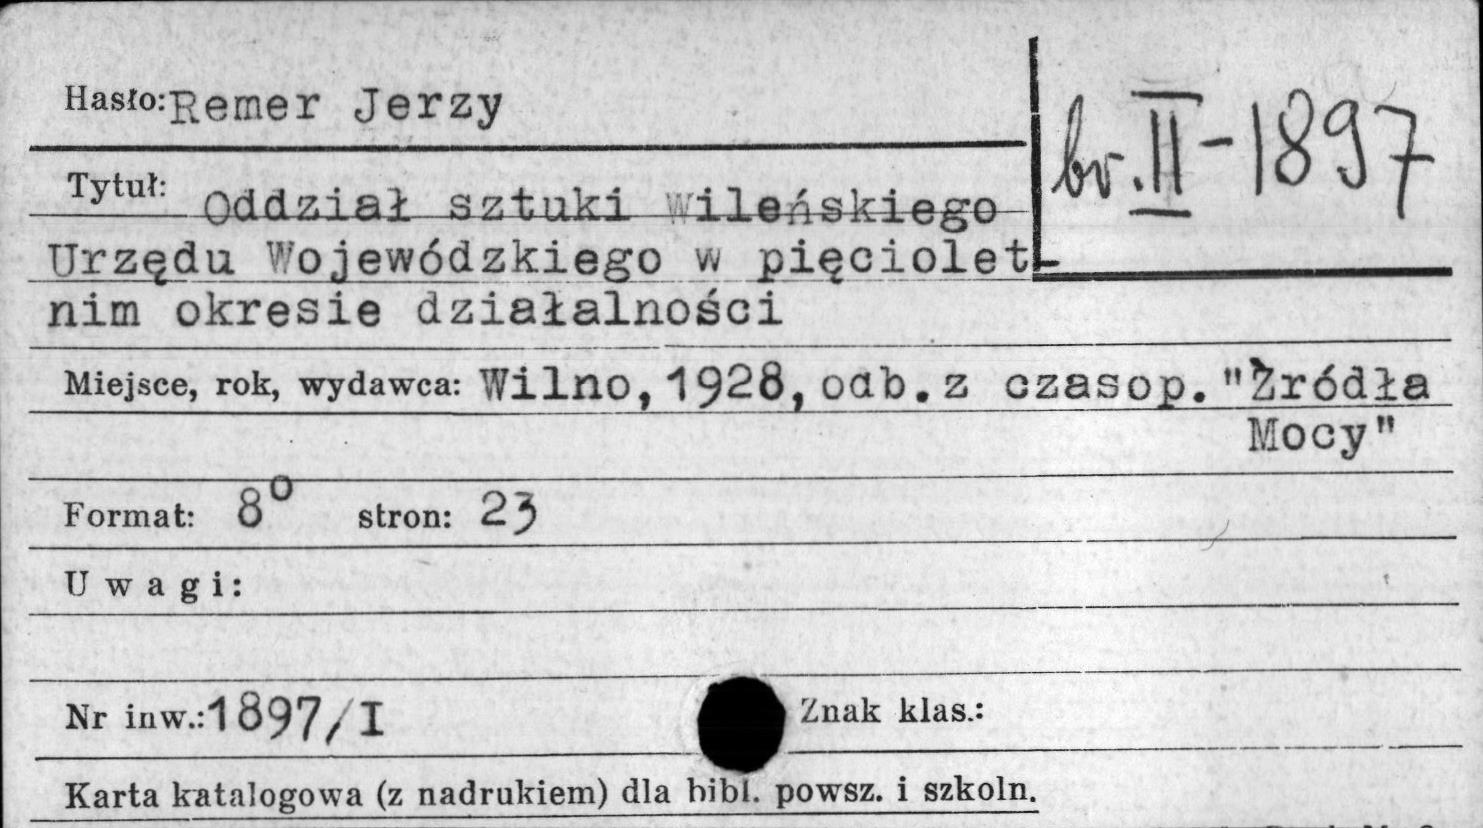 Hasło: Remer Jerzy
br. II-1897
Tytuł: Oddział sztuki Wileńskiego
Urzędu Wojewódzkiego w pięciolet-
nim okresie działalności
Miejsce, rok, wydawca: Wilno, 1928, odb. z czasop. "Źródła
Mocy"
Format: 8° stron: 23
Uwagi:
Nr inw.: 1897/I
Znak klas.:
Karta katalogowa (z nadrukiem) dla bibl. powsz. i szkoln.